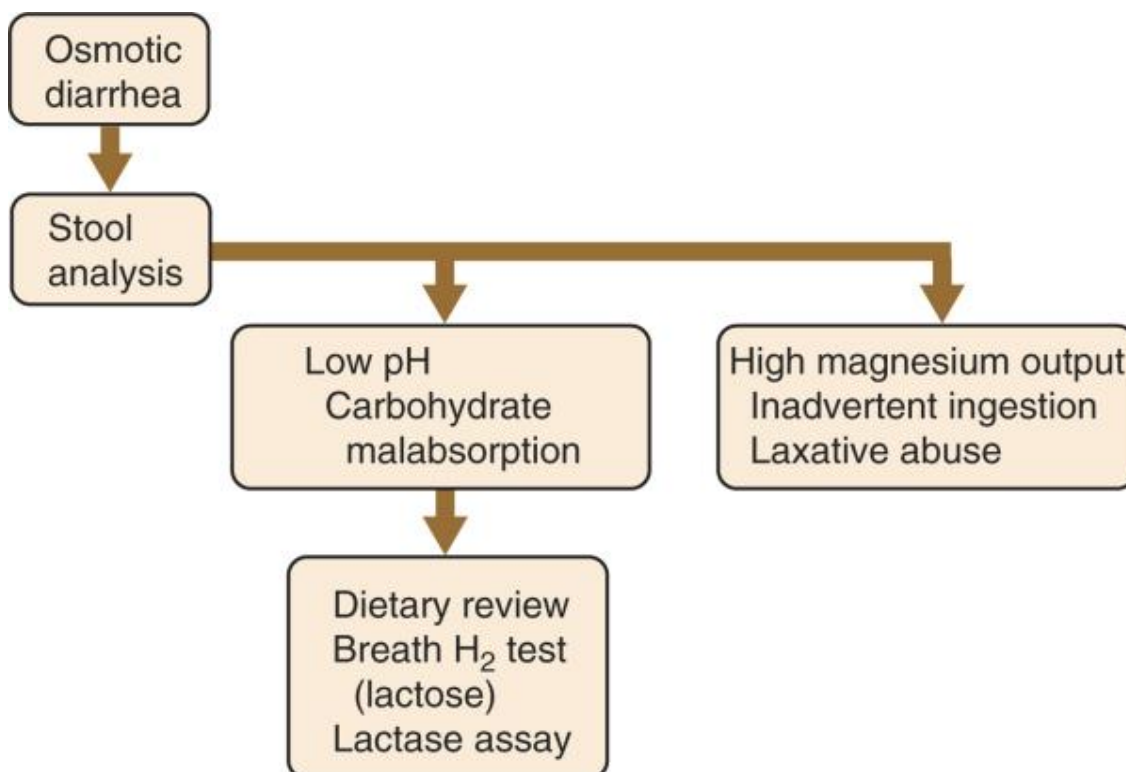 Osmotic
diarrhea
Stool
analysis
Low pH
Carbohydrate
malabsorption
High magnesium output
Inadvertent ingestion
Laxative abuse
Dietary review
Breath H₂ test
(lactose)
Lactase assay